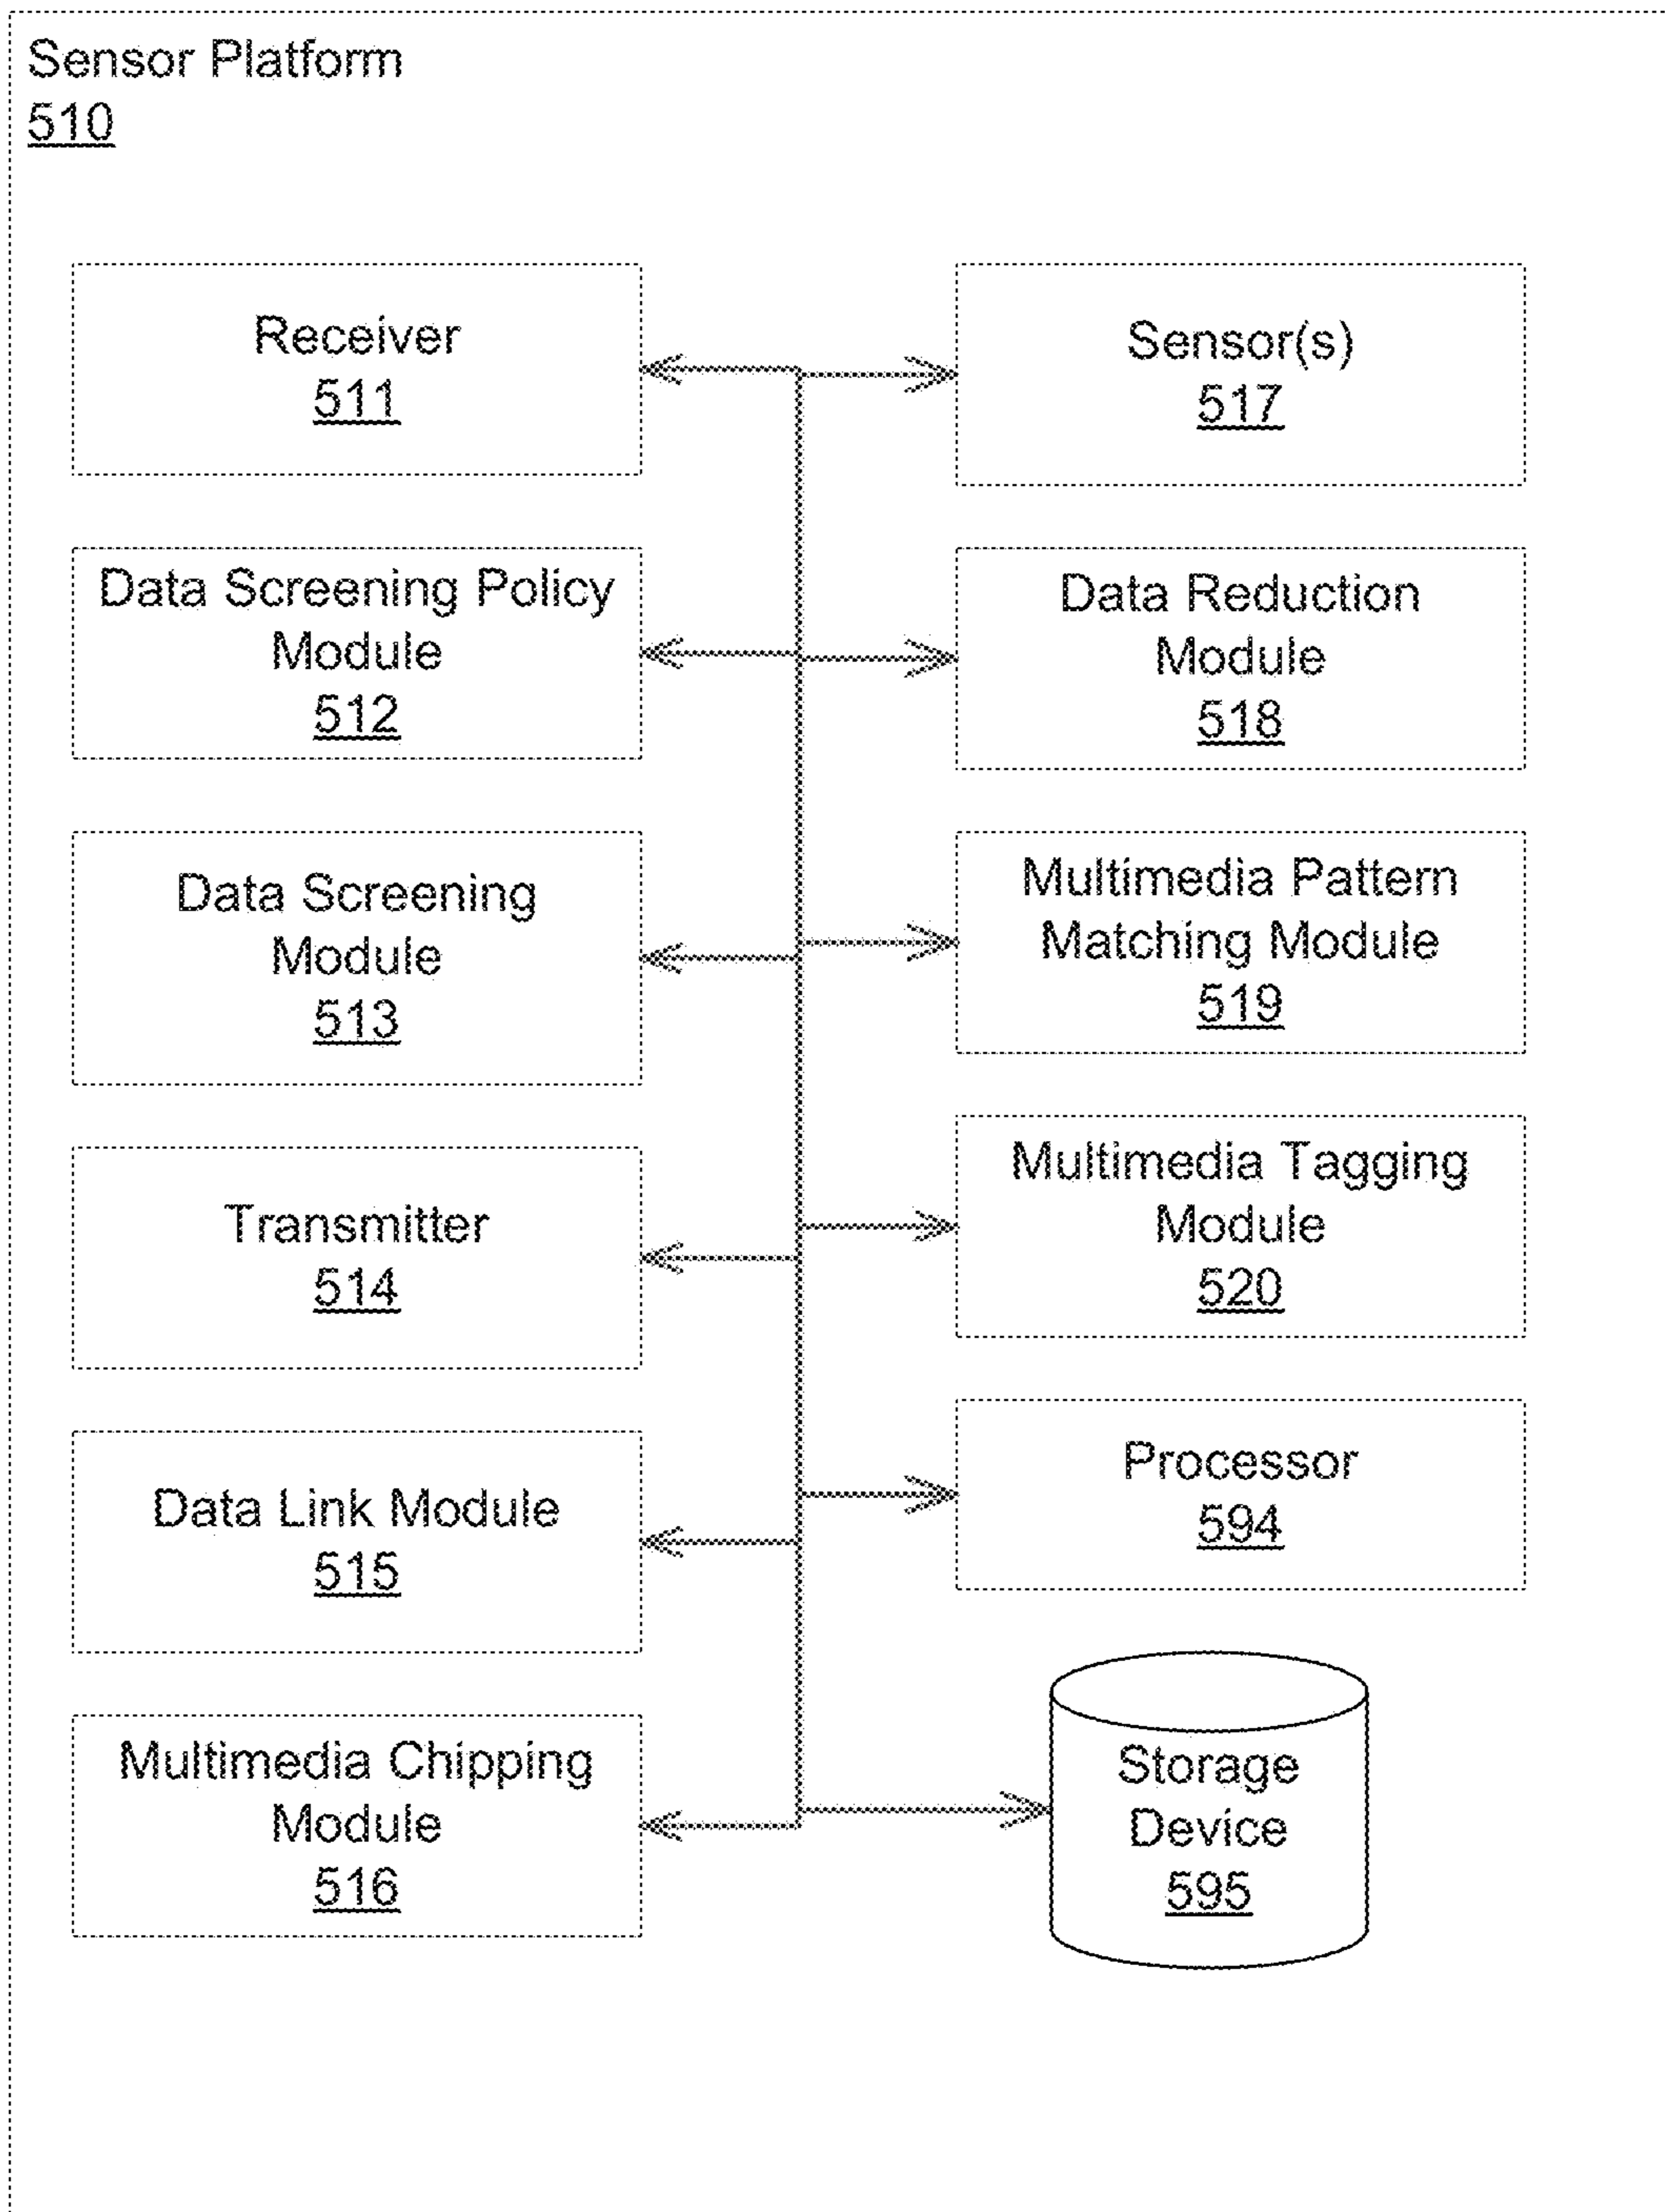 Sensor Platform
510
Receiver
511
Sensor(s)
517
Data Screening Policy
Module
512
Data Reduction
Module
518
Data Screening
Module
513
Multimedia Pattern
Matching Module
519
Transmitter
514
Multimedia Tagging
Module
520
Data Link Module
515
Processor
594
Multimedia Chipping
Module
516
Storage
Device
595